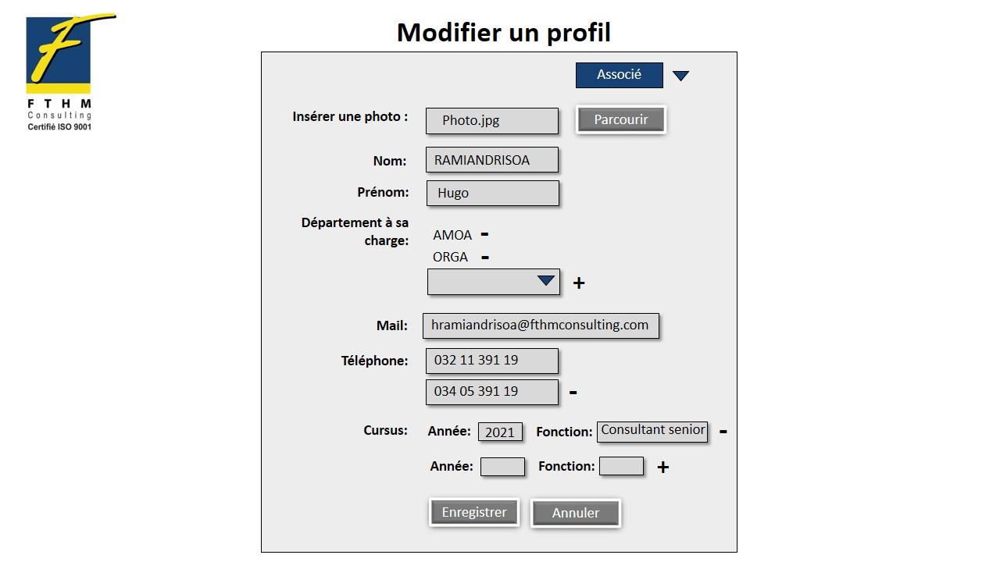 Modifier un profil
F T H M
Consulting
Certifié ISO 9001
Associé
Insérer une photo : Photo.jpg Parcourir
Nom: RAMIANDRISOA
Prénom: Hugo
Département à sa
charge:
AMOA -
ORGA -
+
Mail: hramiandrisoa@fthmconsulting.com
Téléphone: 032 11 391 19
034 05 391 19 -
Cursus: Année: 2021 Fonction: Consultant senior -
Année: Fonction: +
Enregistrer Annuler